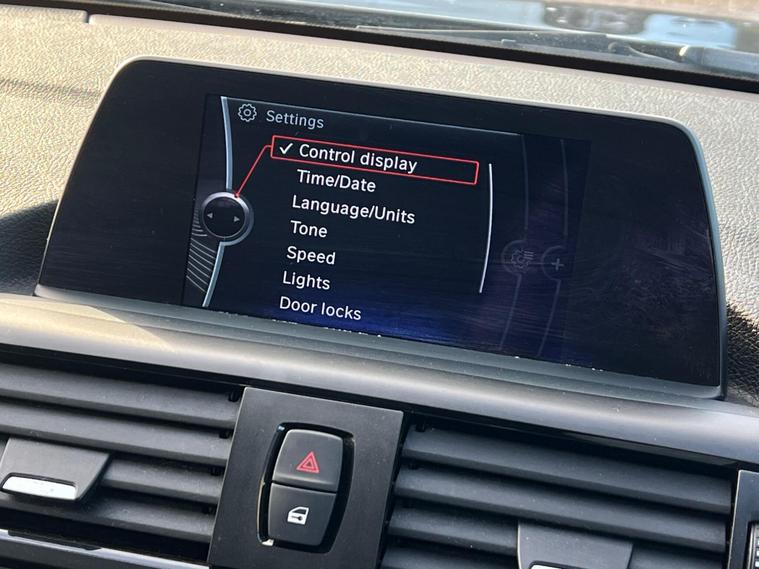 Settings
Control display
Time/Date
Language/Units
Tone
Speed
Lights
Door locks